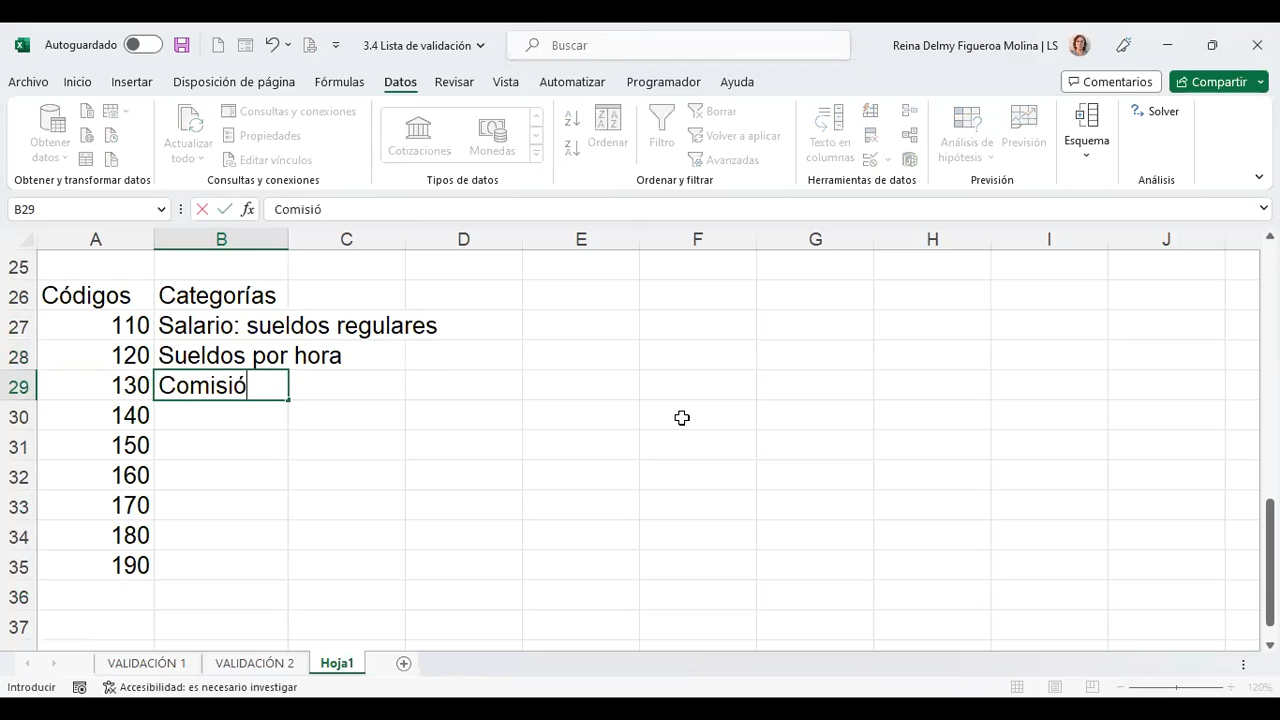 Autoguardado
3.4 Lista de validación
Buscar
Reina Delmy Figueroa Molina | LS
Archivo Inicio Insertar Disposición de página Fórmulas Datos Revisar Vista Automatizar Programador Ayuda
Comentarios Compartir
Obtener datos
Actualizar todo
Consultas y conexiones
Propiedades
Editar vínculos
Cotizaciones Monedas
Ordenar
Filtro
Borrar
Volver a aplicar
Avanzadas
Texto en columnas
Análisis de hipótesis
Previsión
Esquema
Solver
Obtener y transformar datos Consultas y conexiones Tipos de datos Ordenar y filtrar Herramientas de datos Previsión Análisis
B29 fx Comisió
A B C D E F G H I J
25
26 Códigos Categorías
27 110 Salario: sueldos regulares
28 120 Sueldos por hora
29 130 Comisió
30 140
31 150
32 160
33 170
34 180
35 190
36
37
VALIDACIÓN 1 VALIDACIÓN 2 Hoja1
Introducir Accesibilidad: es necesario investigar 120%